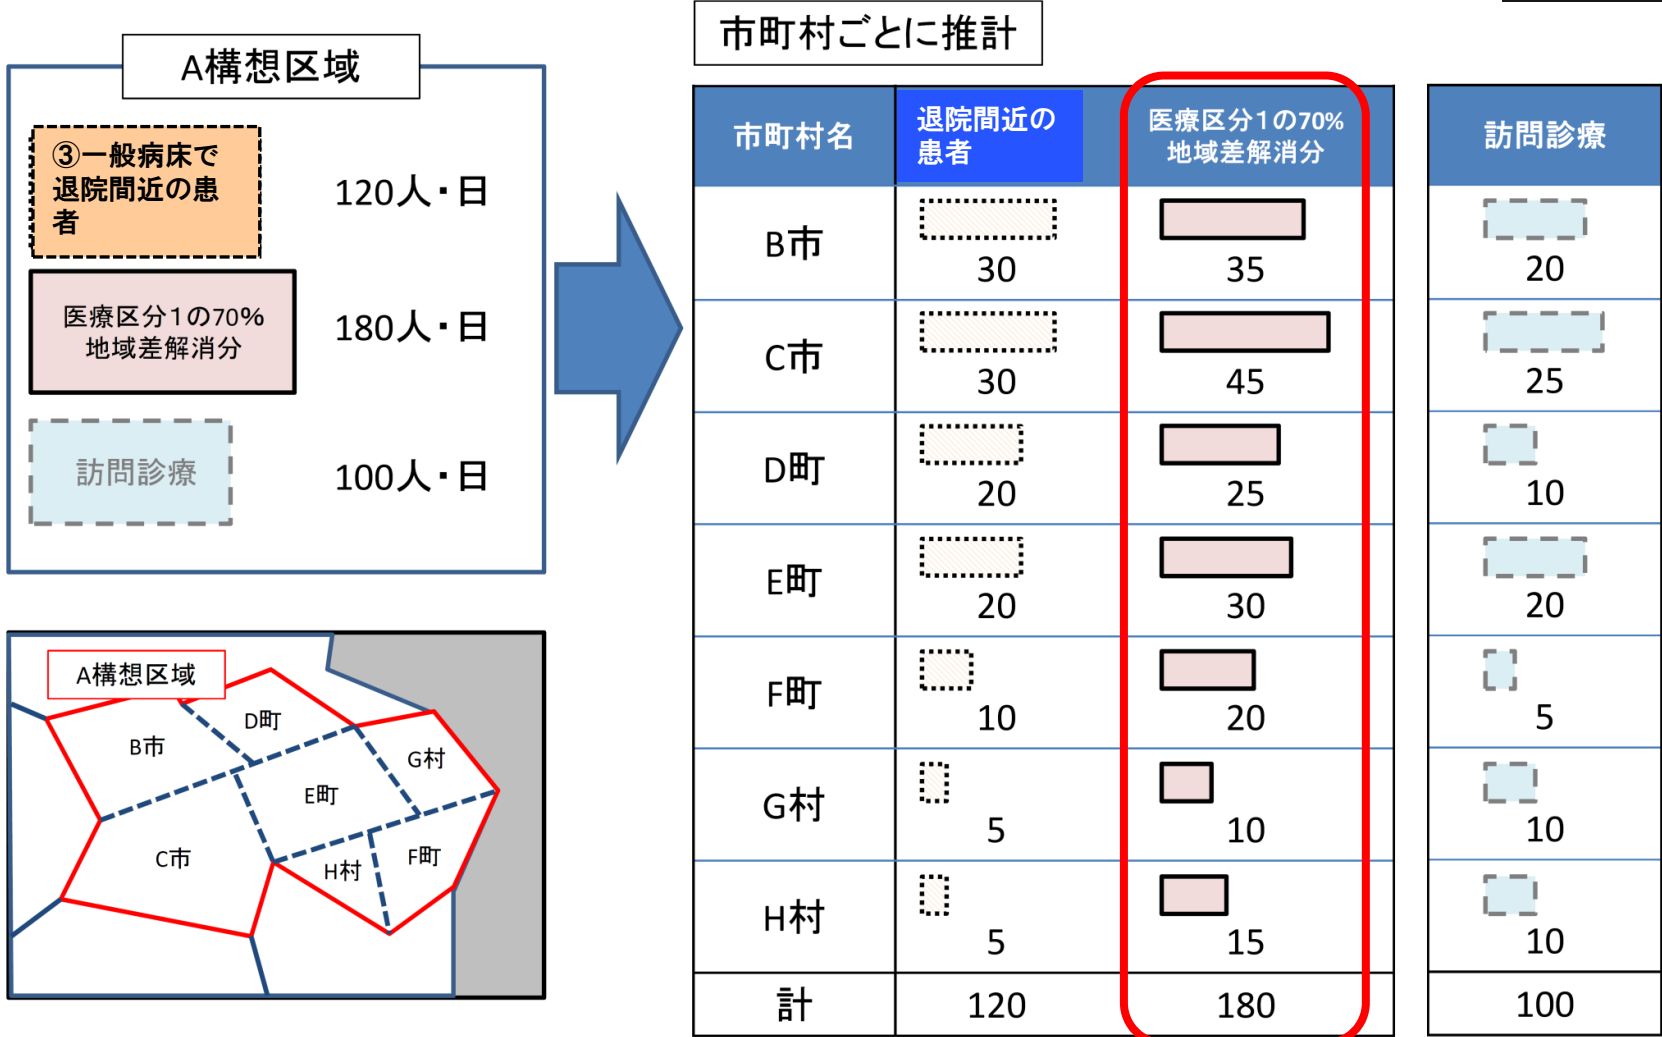 A構想区域
③一般病床で
退院間近の患
者
120人・日
医療区分1の70%
地域差解消分
180人・日
訪問診療
100人・日
A構想区域
D町
B市
G村
E町
C市
H村
F町
市町村ごとに推計
市町村名
退院間近の
患者
医療区分1の70%
地域差解消分
訪問診療
B市
30
35
20
C市
30
45
25
D町
20
25
10
E町
20
30
20
F町
10
20
5
G村
5
10
10
H村
5
15
10
計
120
180
100